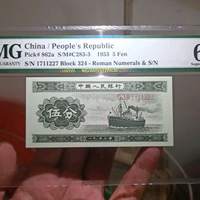 MG
GUARANTY
China / People's Republic
Pick# 862a S/M#C283-3 1953 5 Fen
S/N 1711227 Block 324 - Roman Numerals & S/N
6
中国人民银行
伍分